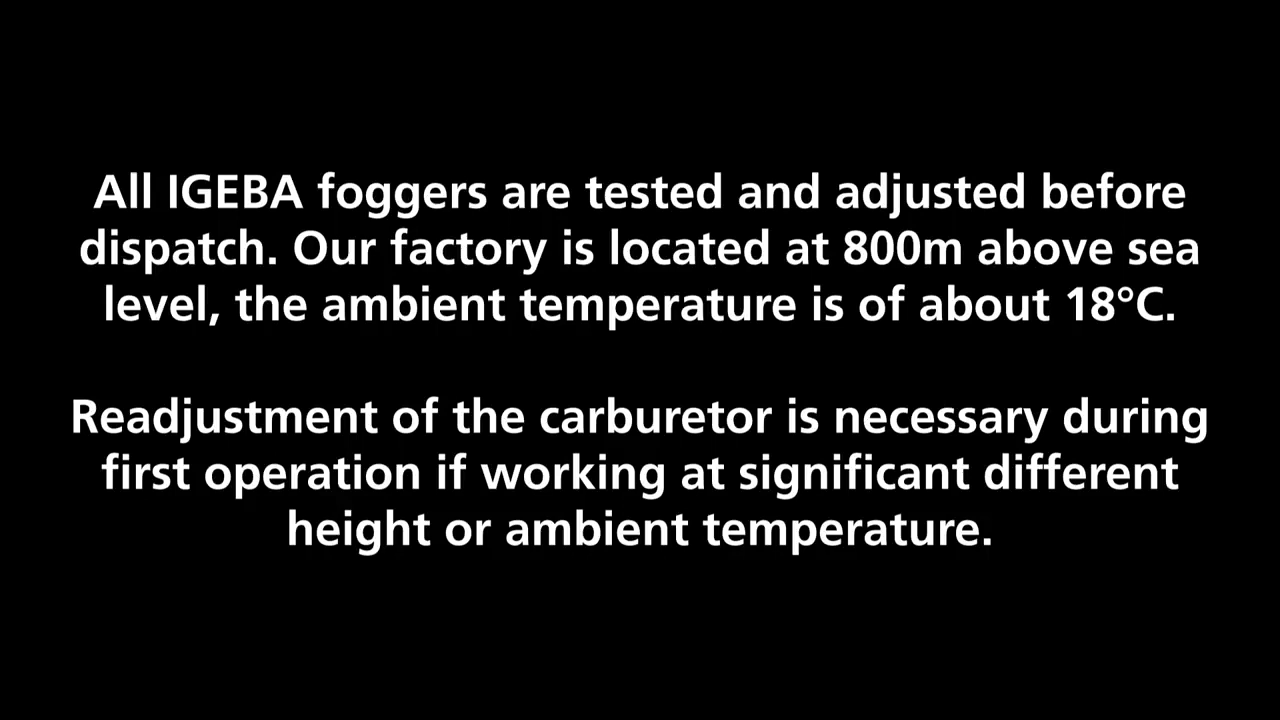 All IGEBA foggers are tested and adjusted before
dispatch. Our factory is located at 800m above sea
level, the ambient temperature is of about 18°C.
Readjustment of the carburetor is necessary during
first operation if working at significant different
height or ambient temperature.